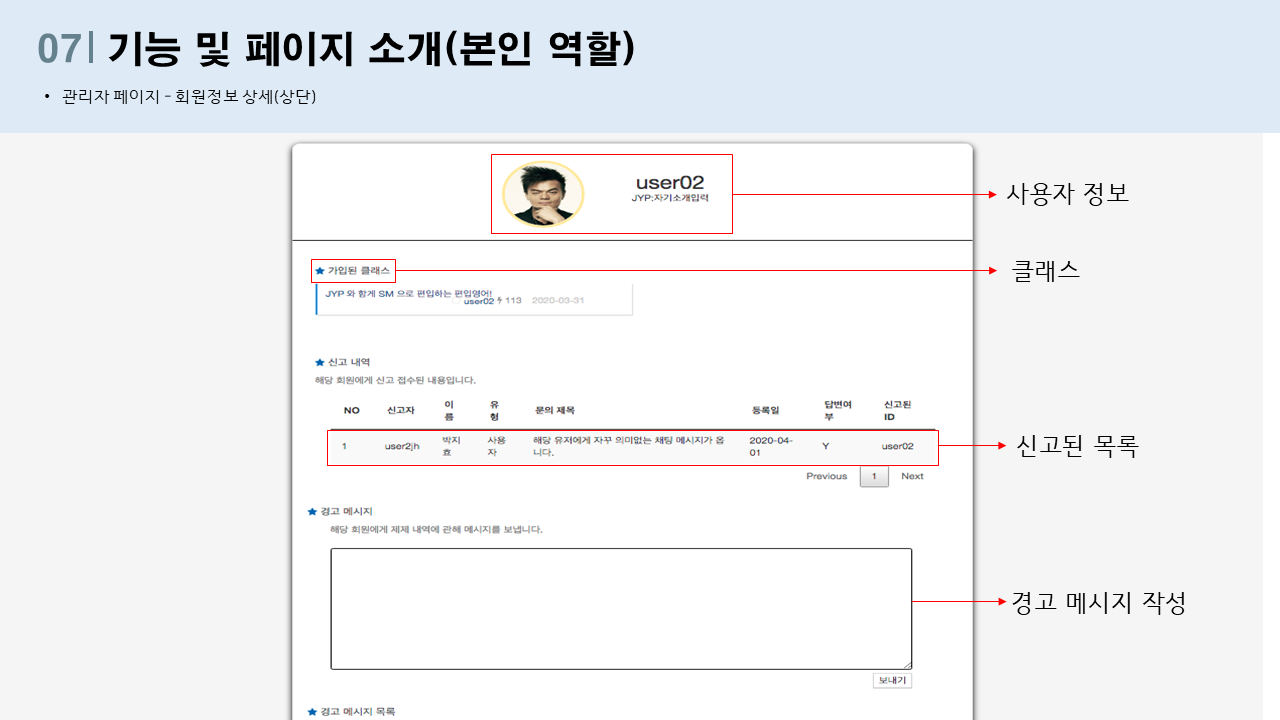 07| 기능 및 페이지 소개(본인 역할)
• 관리자 페이지 - 회원정보 상세(상단)
user02
JYP:자기소개입력
사용자 정보
★ 가입된 클래스
클래스
JYP 와 함게 SM 으로 편입하는 편입영어!
user02 113 2020-03-31
★ 신고 내역
해당 회원에게 신고 접수된 내용입니다.
NO 신고자 이름 유형 문의 제목 등록일 답변여부 신고된 ID
1 user2jh 박지효 사용자 해당 유저에게 자꾸 의미없는 채팅 메시지가 옵니다. 2020-04-01 Y user02
신고된 목록
Previous 1 Next
★ 경고 메시지
해당 회원에게 제제 내역에 관해 메시지를 보냅니다.
경고 메시지 작성
보내기
★ 경고 메시지 목록